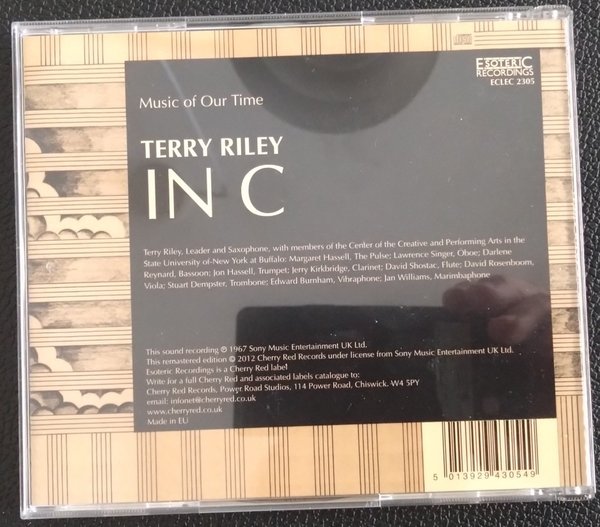 ESOTERIC
RECORDINGS
ECLEC 2305
Music of Our Time
TERRY RILEY
IN C
Terry Riley, Leader and Saxophone, with members of the Center of the Creative and Performing Arts in the
State University of New York at Buffalo: Margaret Hassell, The Pulse; Lawrence Singer, Oboe; Darlene
Reynard, Bassoon; Jon Hassell, Trumpet; Jerry Kirkbridge, Clarinet; David Shostac, Flute; David Rosenboom,
Viola; Stuart Dempster, Trombone; Edward Burnham, Vibraphone; Jan Williams, Marimbaphone
This sound recording ℗ 1967 Sony Music Entertainment UK Ltd.
This remastered edition © 2012 Cherry Red Records under license from Sony Music Entertainment UK Ltd.
Esoteric Recordings is a Cherry Red label
Write for a full Cherry Red and associated labels catalogue to:
Cherry Red Records, Power Road Studios, 114 Power Road, Chiswick. W4 5PY
email: infonet@cherryred.co.uk
www.cherryred.co.uk
Made in EU
5 013929 430549